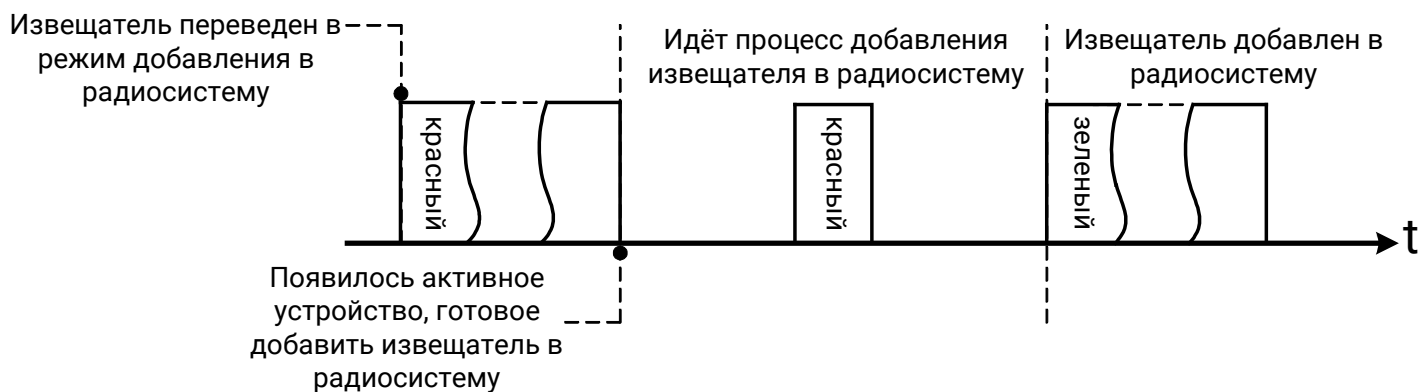 Извещатель переведен в
режим добавления в
радиосистему
Идёт процесс добавления
извещателя в радиосистему
Извещатель добавлен в
радиосистему
красный
красный
зеленый
t
Появилось активное
устройство, готовое
добавить извещатель в
радиосистему